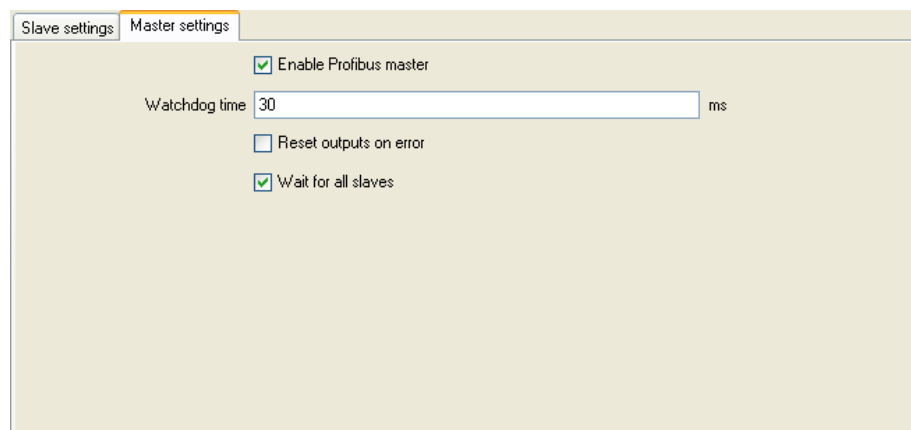 Slave settings Master settings
Enable Profibus master
Watchdog time 30 ms
Reset outputs on error
Wait for all slaves